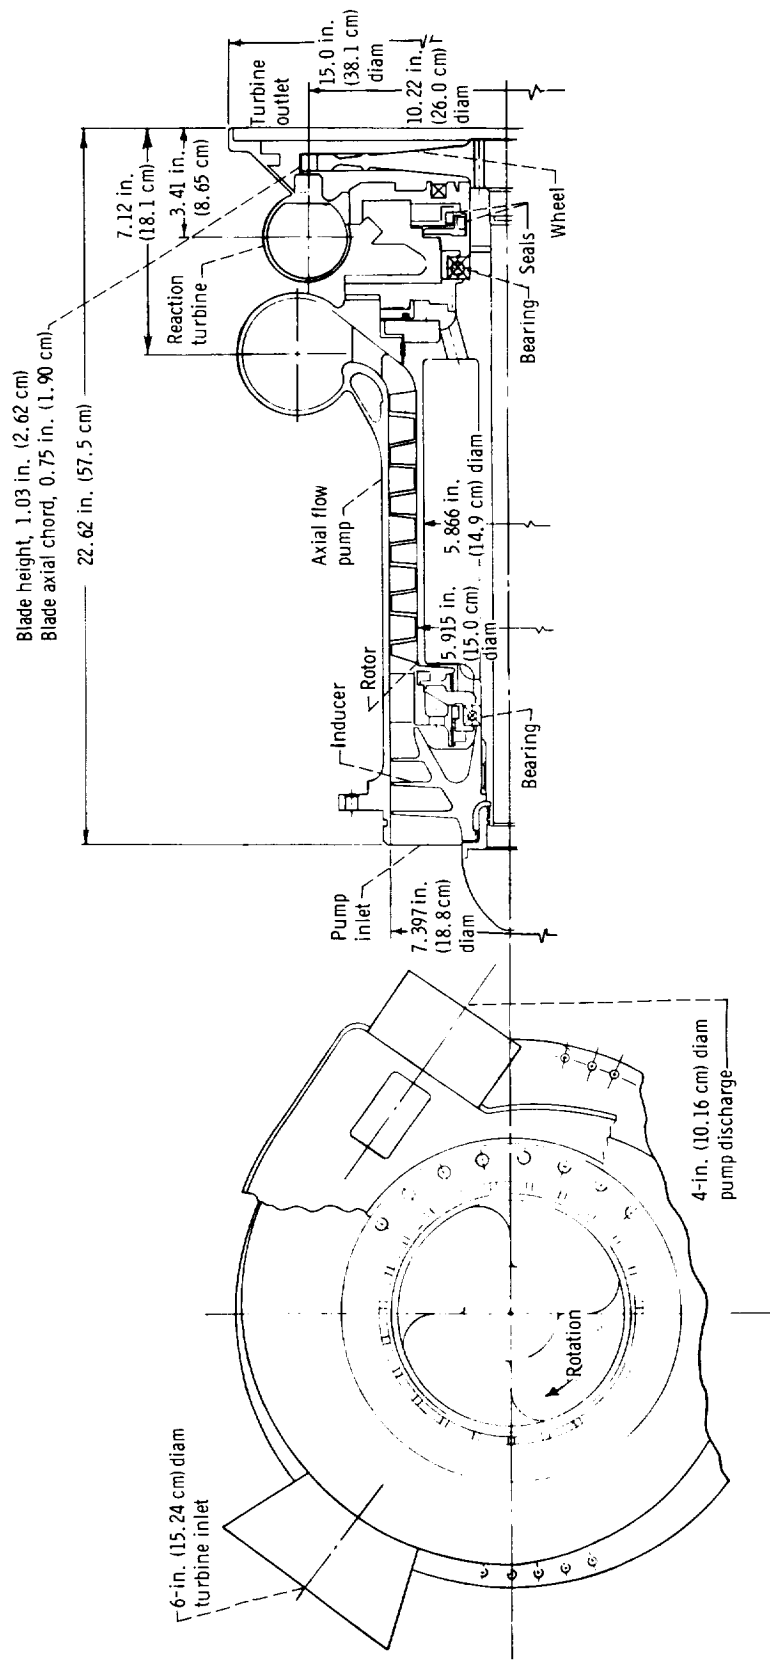 Blade height, 1.03 in. (2.62 cm)
Blade axial chord, 0.75 in. (1.90 cm)
22.62 in. (57.5 cm)
7.12 in.
(18.1 cm)
3.41 in.
(8.65 cm)
Turbine
outlet
15.0 in.
(38.1 cm)
diam
10.22 in.
(26.0 cm)
diam
Reaction
turbine
Axial flow
pump
Inducer
Rotor
Pump
inlet
7.397 in.
(18.8 cm)
diam
5.915 in.
(15.0 cm)
diam
5.866 in.
(14.9 cm) diam
Bearing
Bearing
Seals
Wheel
6-in. (15.24 cm) diam
turbine inlet
Rotation
4-in. (10.16 cm) diam
pump discharge